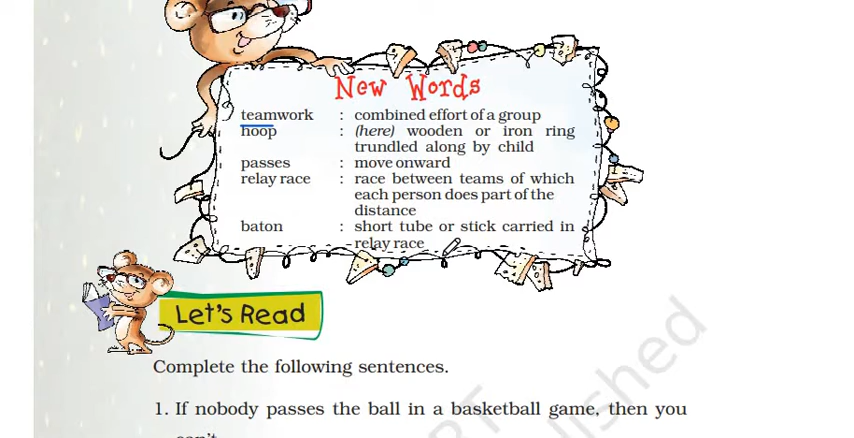 New Words
teamwork : combined effort of a group
hoop : (here) wooden or iron ring
trundled along by child
passes : move onward
relay race : race between teams of which
each person does part of the
distance
baton : short tube or stick carried in
relay race
Let's Read
Complete the following sentences.
1. If nobody passes the ball in a basketball game, then you
can't